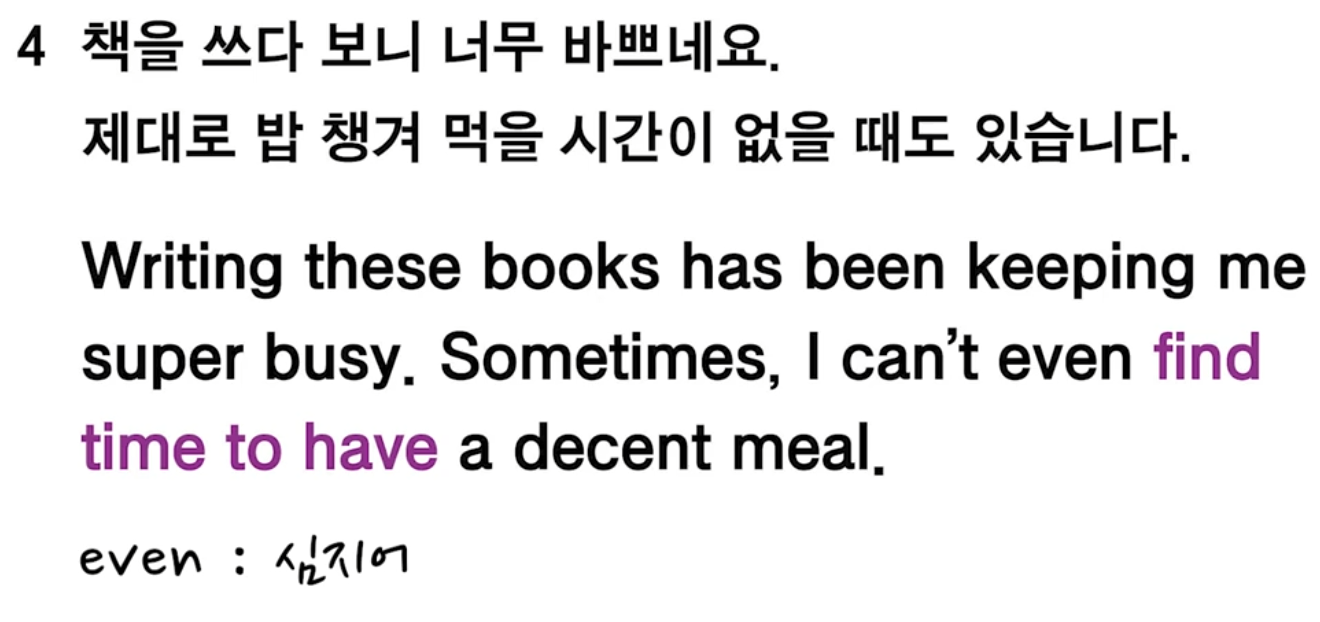 4 책을 쓰다 보니 너무 바쁘네요.
제대로 밥 챙겨 먹을 시간이 없을 때도 있습니다.
Writing these books has been keeping me
super busy. Sometimes, I can’t even find
time to have a decent meal.
even : 심지어